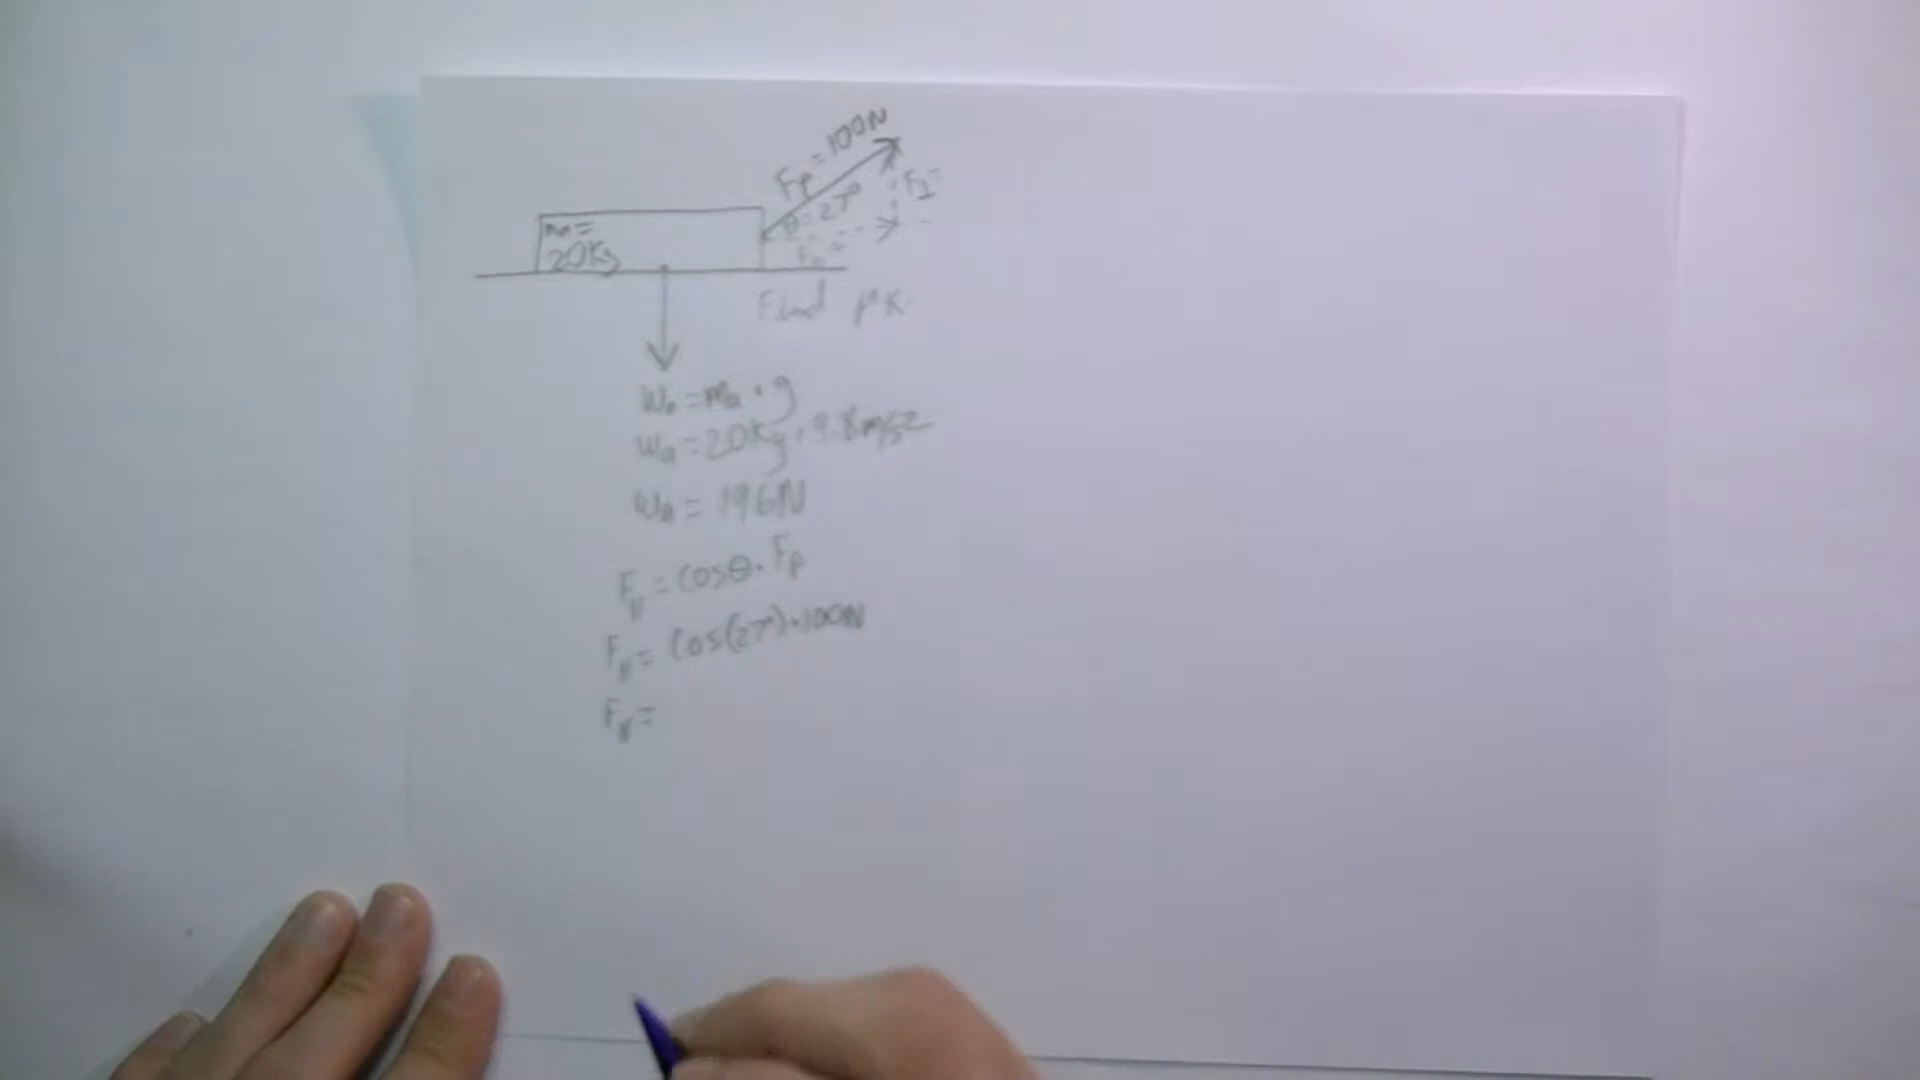 Fp = 100N
F⊥ =
θ = 27°
F∥ =
ma =
20Kg
Find μK
Wa = ma · g
Wa = 20Kg · 9.8m/s2
Wa = 196N
F∥ = cosθ · Fp
F∥ = Cos(27°) · 100N
F∥ =